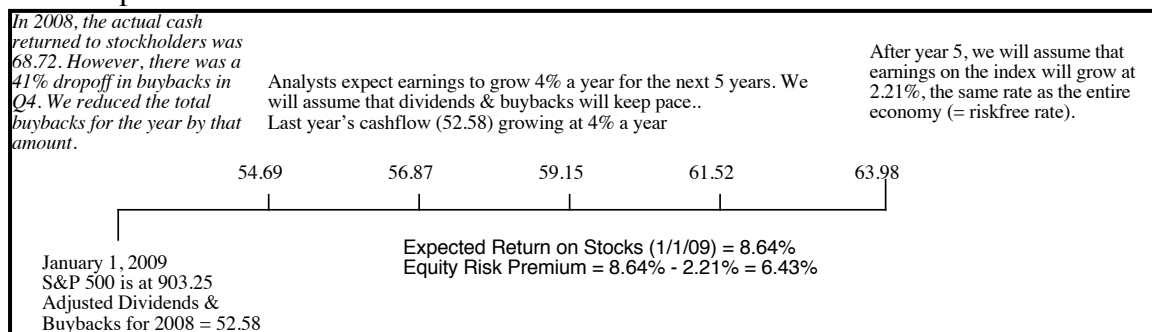 In 2008, the actual cash
returned to stockholders was
68.72. However, there was a
41% dropoff in buybacks in
Q4. We reduced the total
buybacks for the year by that
amount.
Analysts expect earnings to grow 4% a year for the next 5 years. We
will assume that dividends & buybacks will keep pace..
Last year's cashflow (52.58) growing at 4% a year
After year 5, we will assume that
earnings on the index will grow at
2.21%, the same rate as the entire
economy (= riskfree rate).
54.69 56.87 59.15 61.52 63.98
January 1, 2009
S&P 500 is at 903.25
Adjusted Dividends &
Buybacks for 2008 = 52.58
Expected Return on Stocks (1/1/09) = 8.64%
Equity Risk Premium = 8.64% - 2.21% = 6.43%